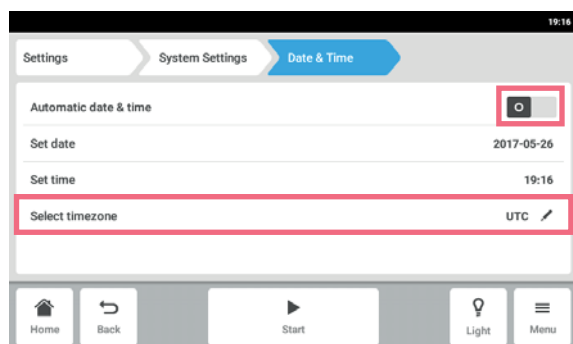 19:16
Settings System Settings Date & Time
Automatic date & time O
Set date 2017-05-26
Set time 19:16
Select timezone UTC
Home Back Start Light Menu